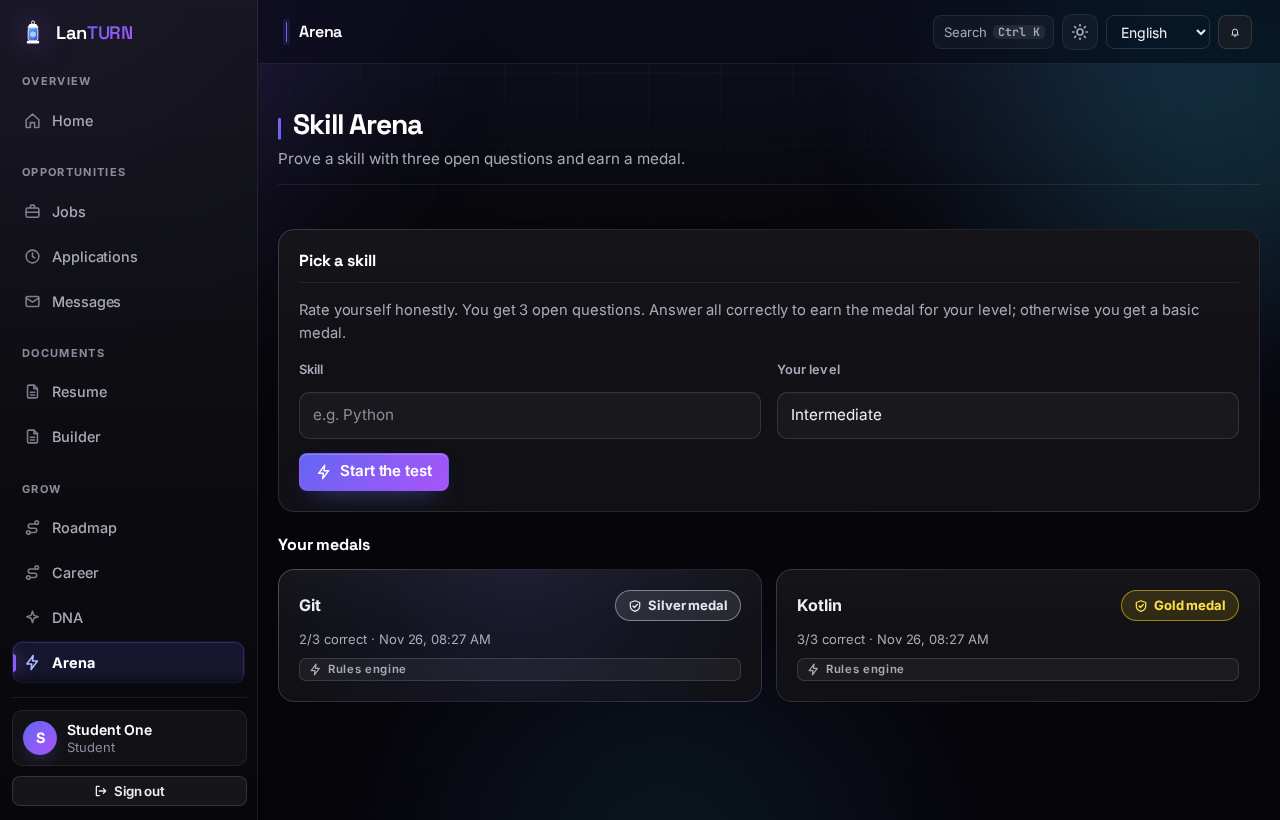 LanTURN
OVERVIEW
Home
OPPORTUNITIES
Jobs
Applications
Messages
DOCUMENTS
Resume
Builder
GROW
Roadmap
Career
DNA
Arena
S
Student One
Student
Sign out
Arena
Search Ctrl K
English
Skill Arena
Prove a skill with three open questions and earn a medal.
Pick a skill
Rate yourself honestly. You get 3 open questions. Answer all correctly to earn the medal for your level; otherwise you get a basic
medal.
Skill
e.g. Python
Your level
Intermediate
Start the test
Your medals
Git
Silver medal
2/3 correct · Nov 26, 08:27 AM
Rules engine
Kotlin
Gold medal
3/3 correct · Nov 26, 08:27 AM
Rules engine